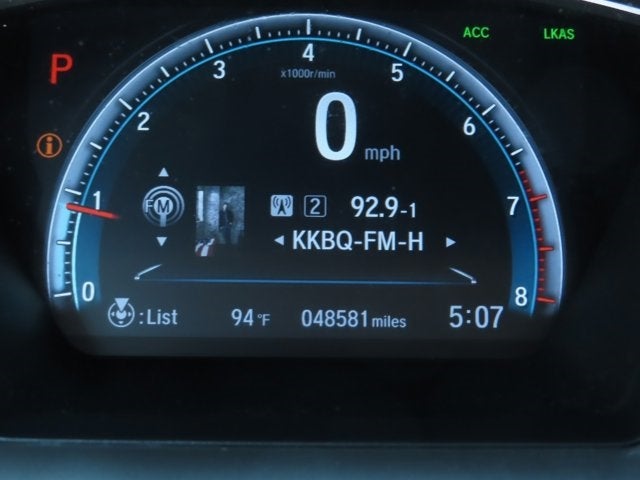 ACC LKAS
P
0 1 2 3 4 5 6 7 8
x1000r/min
0 mph
i
FM 2 92.9-1
KKBQ-FM-H
:List 94 °F 048581 miles 5:07